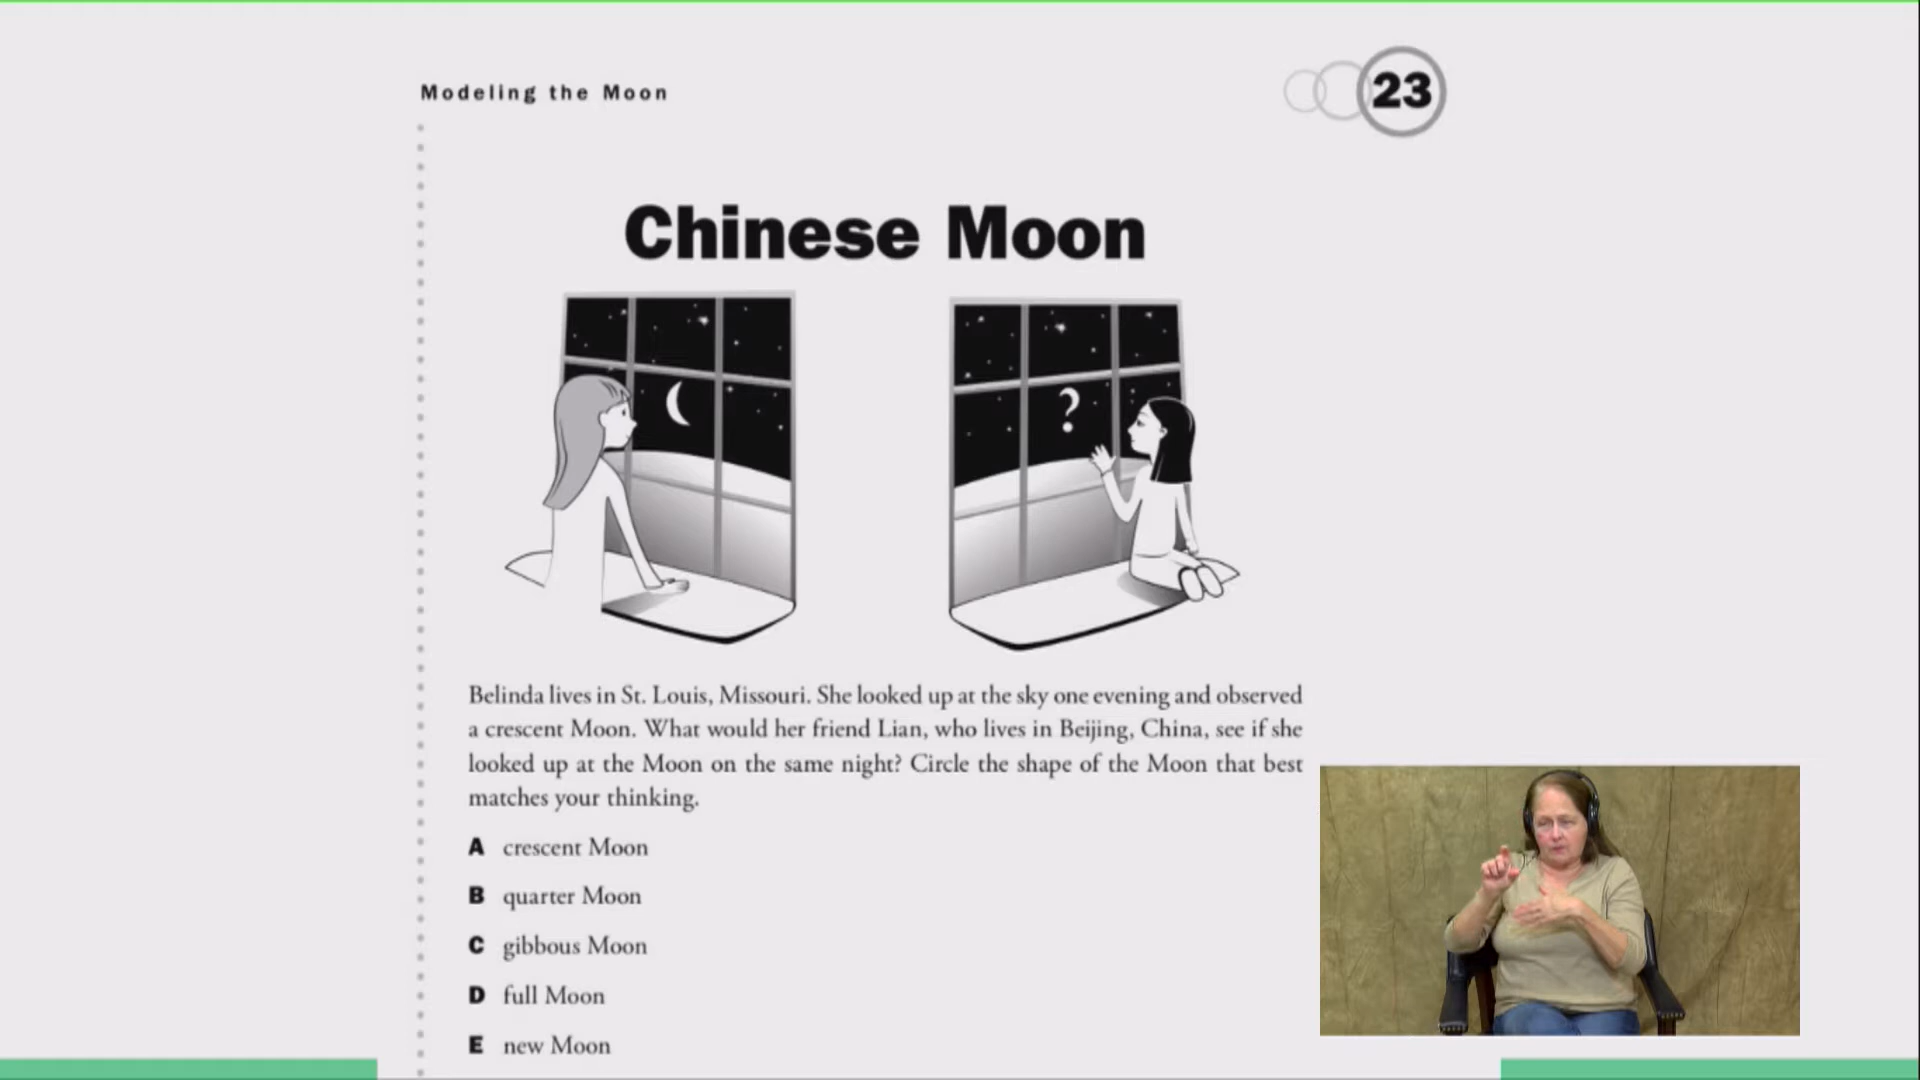 Modeling the Moon
23
Chinese Moon
?
Belinda lives in St. Louis, Missouri. She looked up at the sky one evening and observed
a crescent Moon. What would her friend Lian, who lives in Beijing, China, see if she
looked up at the Moon on the same night? Circle the shape of the Moon that best
matches your thinking.
A crescent Moon
B quarter Moon
C gibbous Moon
D full Moon
E new Moon